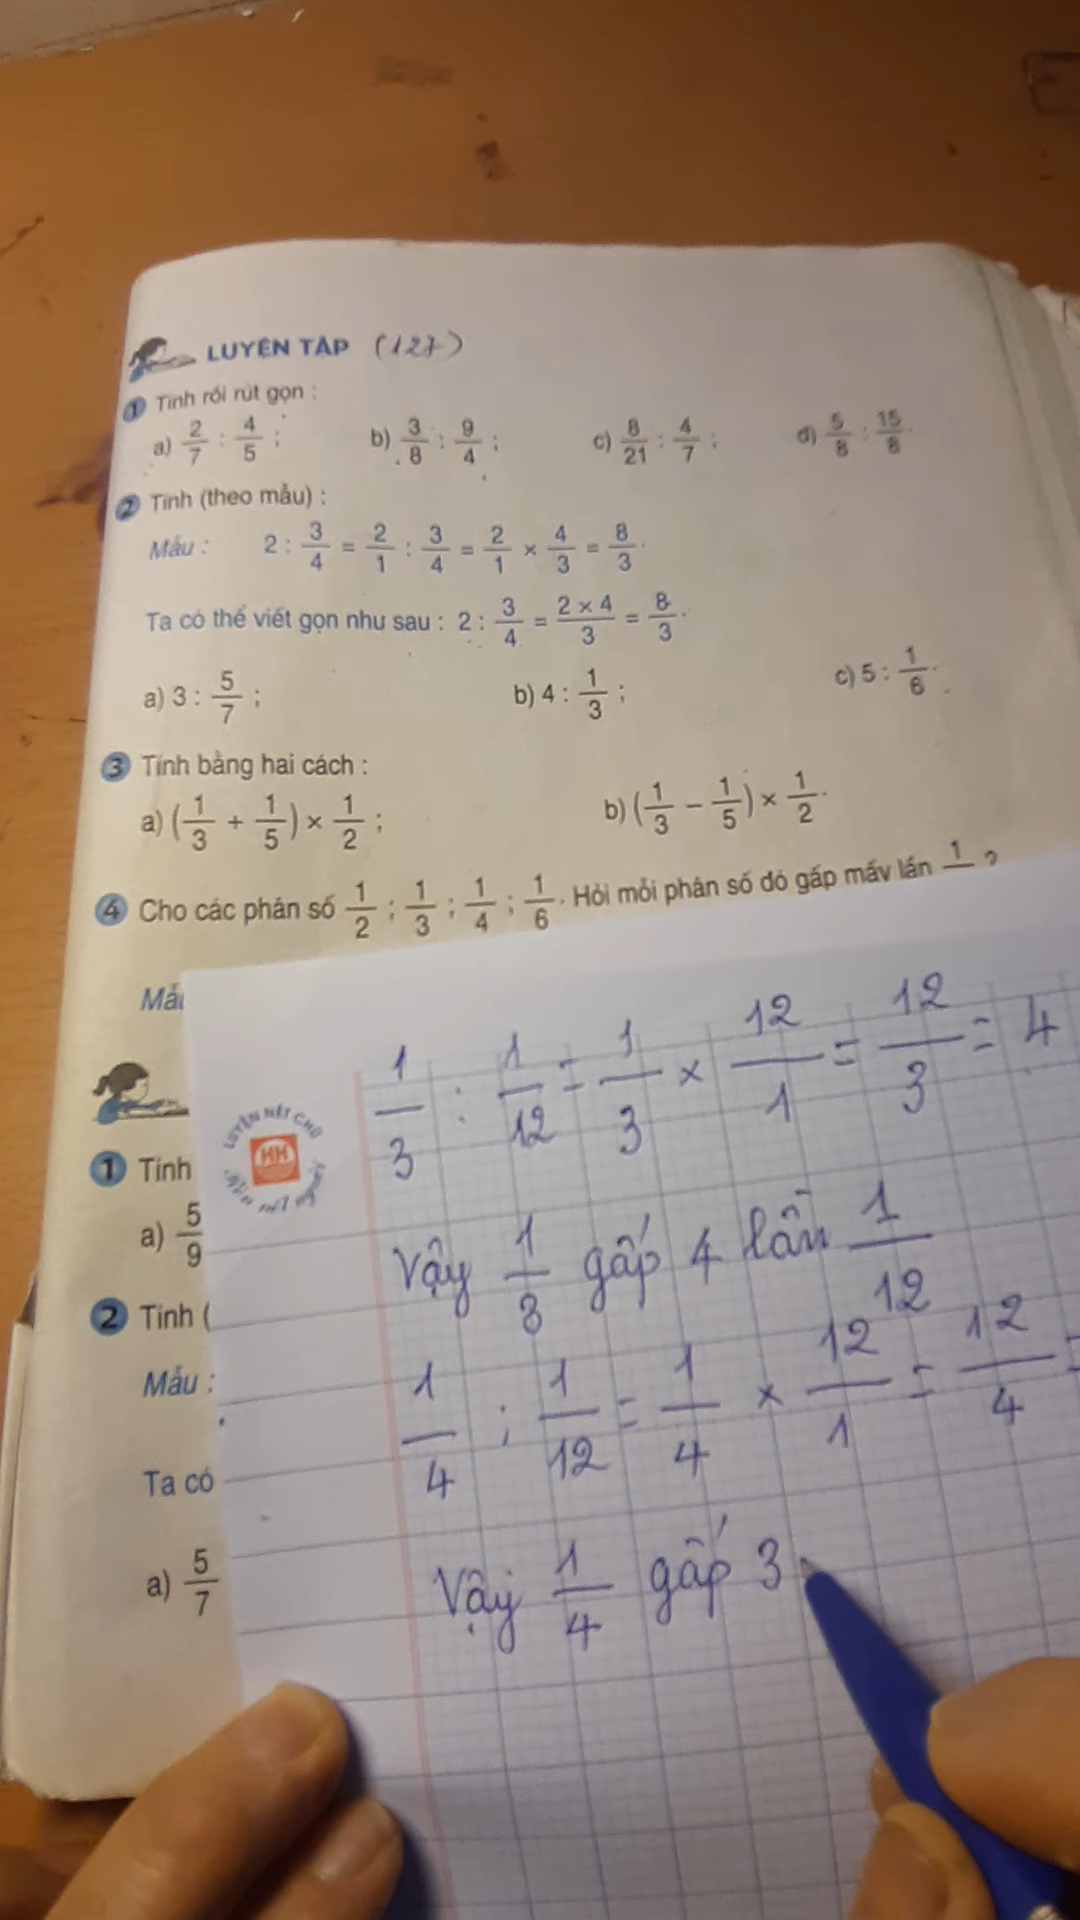 LUYỆN TẬP (127)
1 Tính rồi rút gọn :
a) 2/7 : 4/5 ; b) 3/8 : 9/4 ; c) 8/21 : 4/7 ; d) 5/8 : 15/8 .
2 Tính (theo mẫu) :
Mẫu : 2 : 3/4 = 2/1 : 3/4 = 2/1 × 4/3 = 8/3 .
Ta có thể viết gọn như sau : 2 : 3/4 = 2 × 4/3 = 8/3 .
a) 3 : 5/7 ; b) 4 : 1/3 ; c) 5 : 1/6 .
3 Tính bằng hai cách :
a) (1/3 + 1/5) × 1/2 ; b) (1/3 – 1/5) × 1/2 .
4 Cho các phân số 1/2 ; 1/3 ; 1/4 ; 1/6 . Hỏi mỗi phân số đó gấp mấy lần 1 ?
1/3 : 1/12 = 1/3 × 12/1 = 12/3 = 4
LUYỆN NÉT CHỮ
HH
Vậy 1/3 gấp 4 lần 1/12
1/4 : 1/12 = 1/4 × 12/1 = 12/4 =
Vậy 1/4 gấp 3
1 Tính
a) 5/9
2 Tính (
Mẫu :
Ta có
a) 5/7